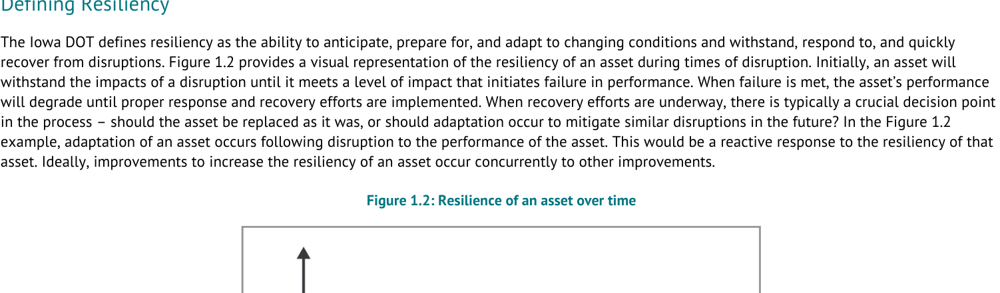 Defining Resiliency
The Iowa DOT defines resiliency as the ability to anticipate, prepare for, and adapt to changing conditions and withstand, respond to, and quickly
recover from disruptions. Figure 1.2 provides a visual representation of the resiliency of an asset during times of disruption. Initially, an asset will
withstand the impacts of a disruption until it meets a level of impact that initiates failure in performance. When failure is met, the asset’s performance
will degrade until proper response and recovery efforts are implemented. When recovery efforts are underway, there is typically a crucial decision point
in the process – should the asset be replaced as it was, or should adaptation occur to mitigate similar disruptions in the future? In the Figure 1.2
example, adaptation of an asset occurs following disruption to the performance of the asset. This would be a reactive response to the resiliency of that
asset. Ideally, improvements to increase the resiliency of an asset occur concurrently to other improvements.
Figure 1.2: Resilience of an asset over time